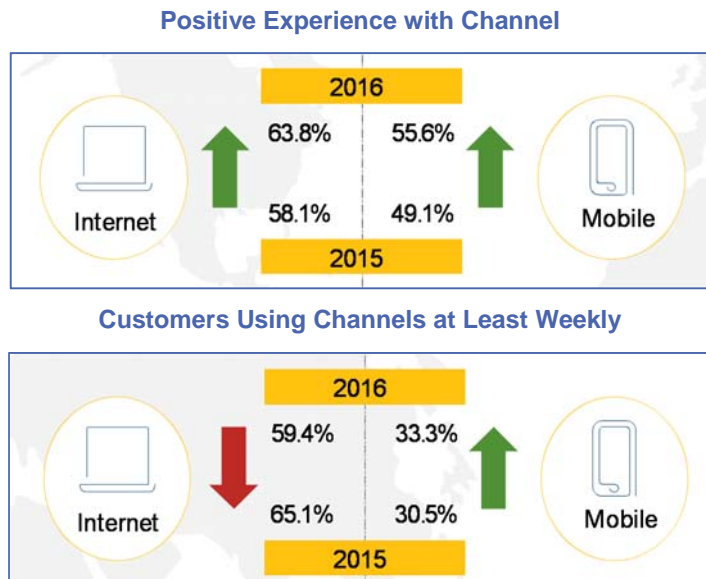 Positive Experience with Channel
2016
63.8% 55.6%
Internet 58.1% 49.1% Mobile
2015
Customers Using Channels at Least Weekly
2016
59.4% 33.3%
Internet 65.1% 30.5% Mobile
2015